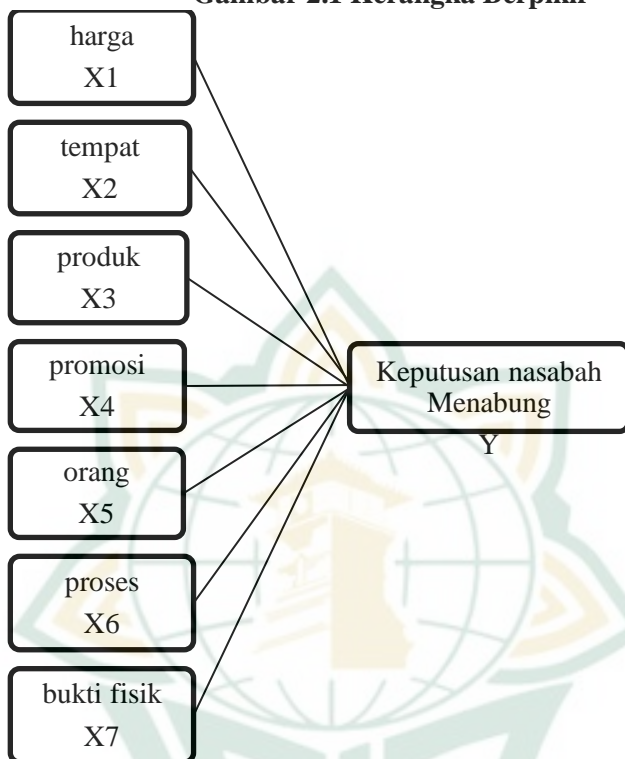 Gambar 2.1 Kerangka Berpikir
harga
X1
tempat
X2
produk
X3
promosi
X4
orang
X5
proses
X6
bukti fisik
X7
Keputusan nasabah
Menabung
Y